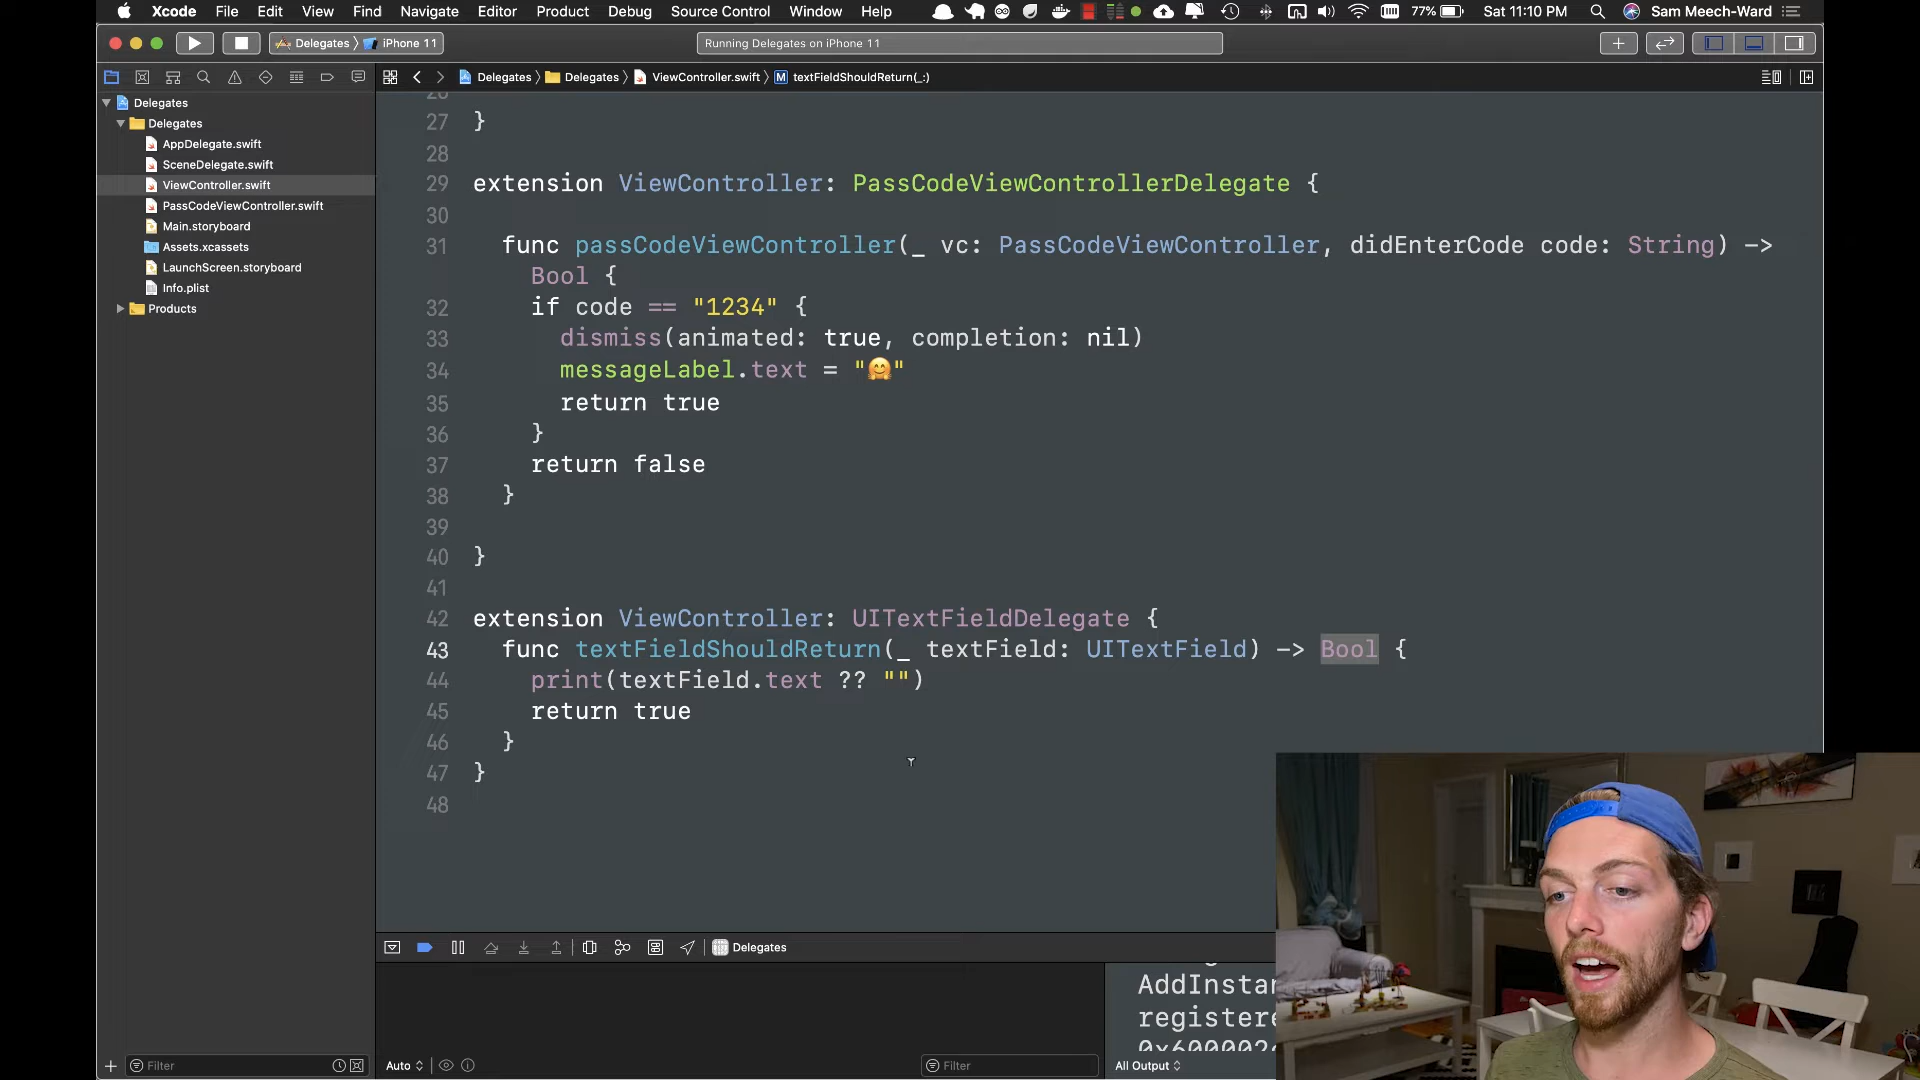 Xcode File Edit View Find Navigate Editor Product Debug Source Control Window Help 77% Sat 11:10 PM Sam Meech-Ward
Delegates iPhone 11 Running Delegates on iPhone 11
Delegates Delegates ViewController.swift M textFieldShouldReturn(_:)
Delegates
Delegates
AppDelegate.swift
SceneDelegate.swift
ViewController.swift
PassCodeViewController.swift
Main.storyboard
Assets.xcassets
LaunchScreen.storyboard
Info.plist
Products
27 }
28
29 extension ViewController: PassCodeViewControllerDelegate {
30
31 func passCodeViewController(_ vc: PassCodeViewController, didEnterCode code: String) ->
Bool {
32 if code == "1234" {
33 dismiss(animated: true, completion: nil)
34 messageLabel.text = "🤗"
35 return true
36 }
37 return false
38 }
39
40 }
41
42 extension ViewController: UITextFieldDelegate {
43 func textFieldShouldReturn(_ textField: UITextField) -> Bool {
44 print(textField.text ?? "")
45 return true
46 }
47 }
48
Delegates
AddInstan
registere
Filter Auto Filter All Output